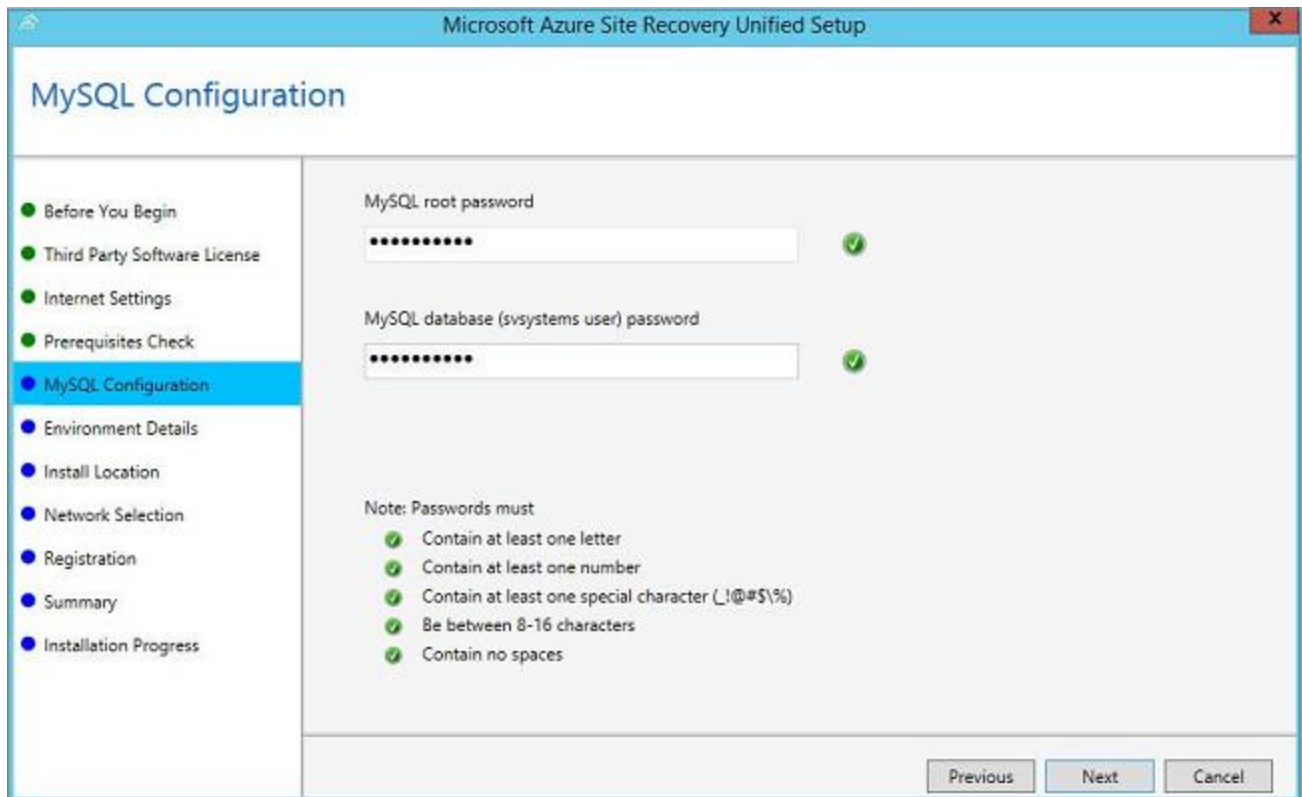 Microsoft Azure Site Recovery Unified Setup
x
MySQL Configuration
Before You Begin
Third Party Software License
Internet Settings
Prerequisites Check
MySQL Configuration
Environment Details
Install Location
Network Selection
Registration
Summary
Installation Progress
MySQL root password
••••••••••
MySQL database (svsystems user) password
••••••••••
Note: Passwords must
Contain at least one letter
Contain at least one number
Contain at least one special character (_!@#$\%)
Be between 8-16 characters
Contain no spaces
Previous Next Cancel